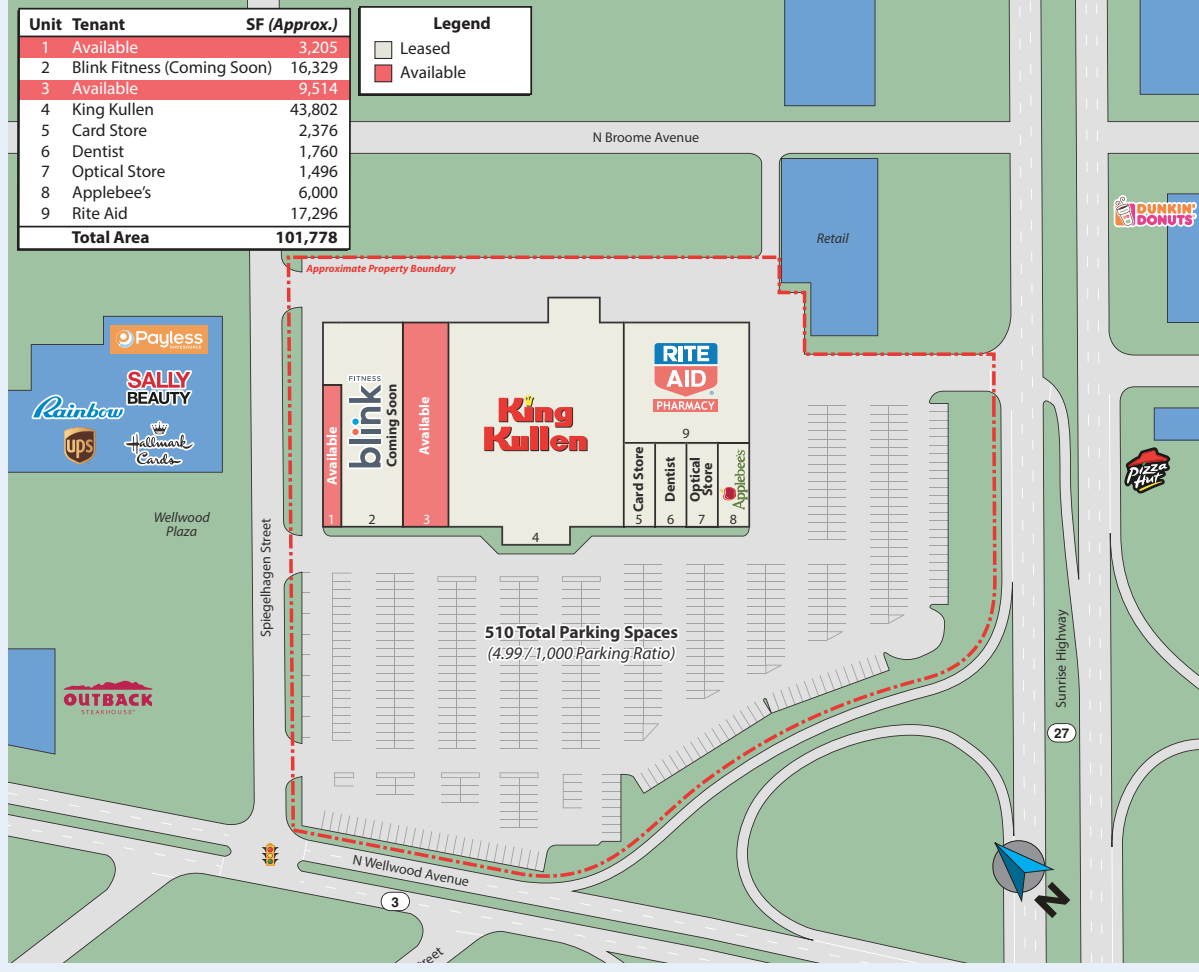 Unit Tenant SF (Approx.)
1 Available 3,205
2 Blink Fitness (Coming Soon) 16,329
3 Available 9,514
4 King Kullen 43,802
5 Card Store 2,376
6 Dentist 1,760
7 Optical Store 1,496
8 Applebee's 6,000
9 Rite Aid 17,296
Total Area 101,778
Legend
Leased
Available
N Broome Avenue
Retail
DUNKIN'
DONUTS
Approximate Property Boundary
Payless
SHOESOURCE
SALLY
BEAUTY
Rainbow
ups
Hallmark
Cards
Wellwood
Plaza
Spiegelhagen Street
Available
1
FITNESS
blink
Coming Soon
2
Available
3
King
Kullen
4
RITE
AID
PHARMACY
9
Card Store
5
Dentist
6
Optical
Store
7
Applebee's
8
Pizza
Hut
510 Total Parking Spaces
(4.99 / 1,000 Parking Ratio)
OUTBACK
STEAKHOUSE
Sunrise Highway
27
N Wellwood Avenue
3
reet
N